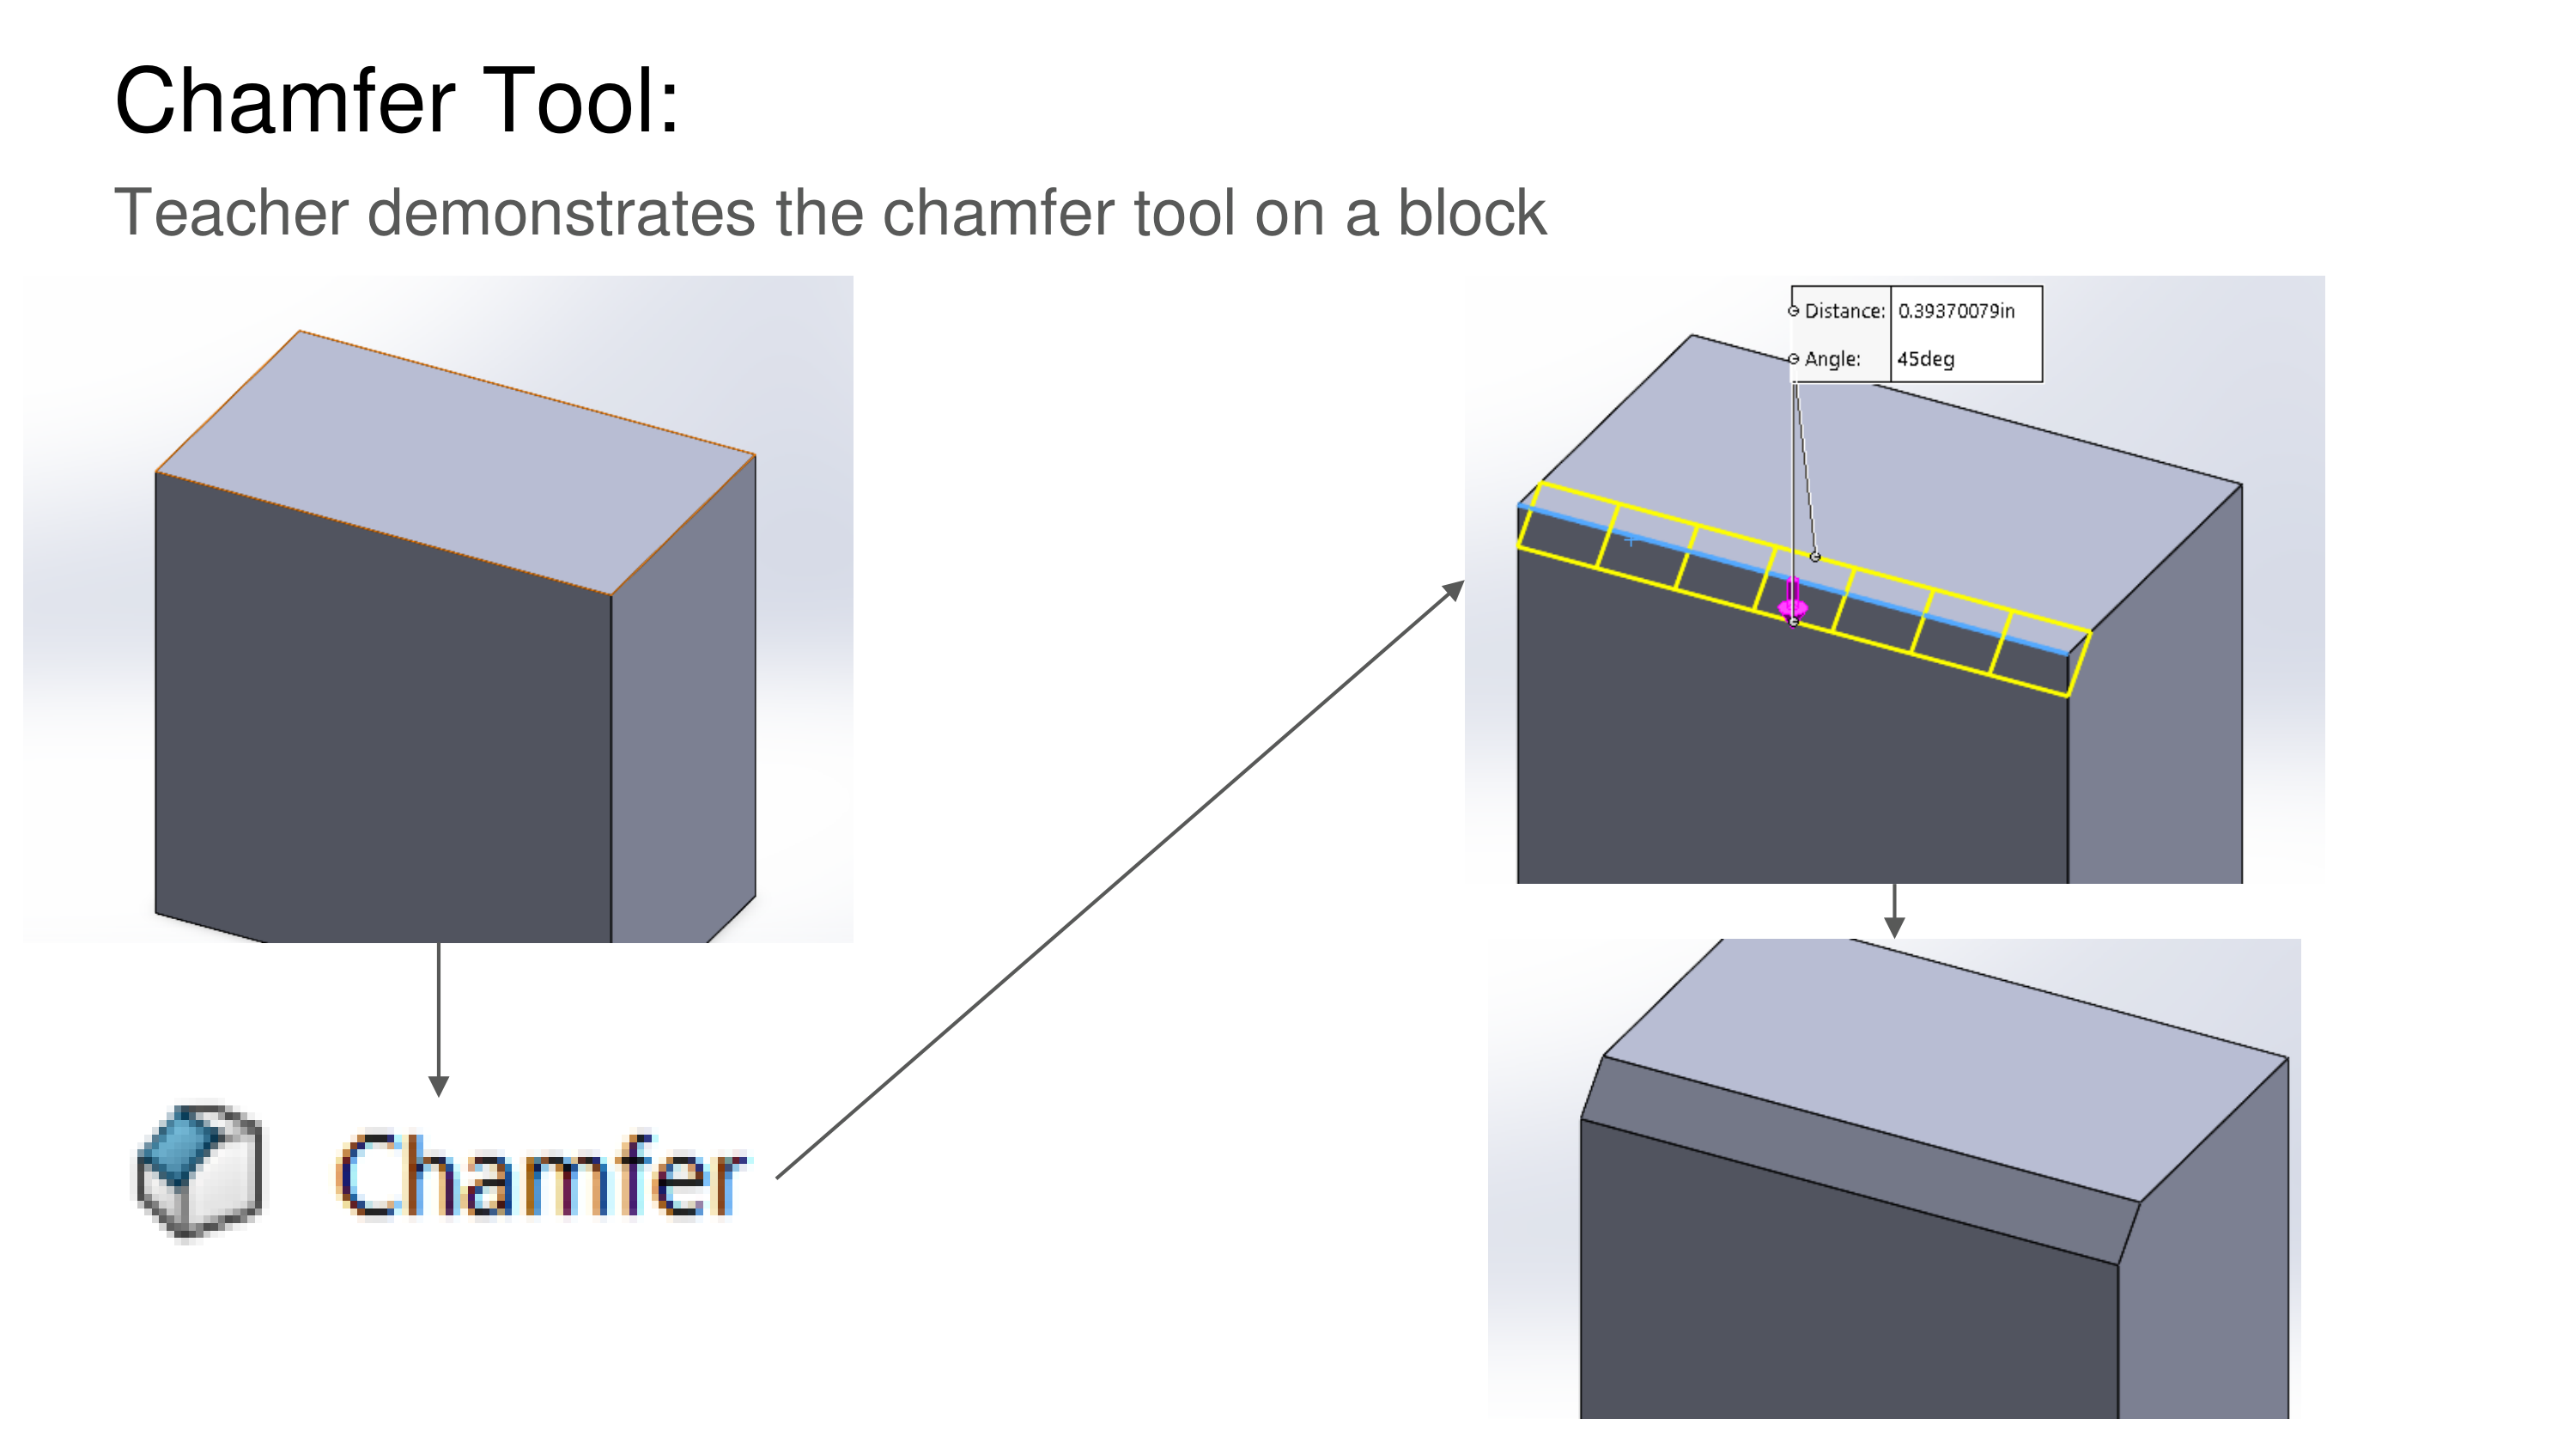 Chamfer Tool:
Teacher demonstrates the chamfer tool on a block
Distance: 0.39370079in
Angle: 45deg
Chamfer